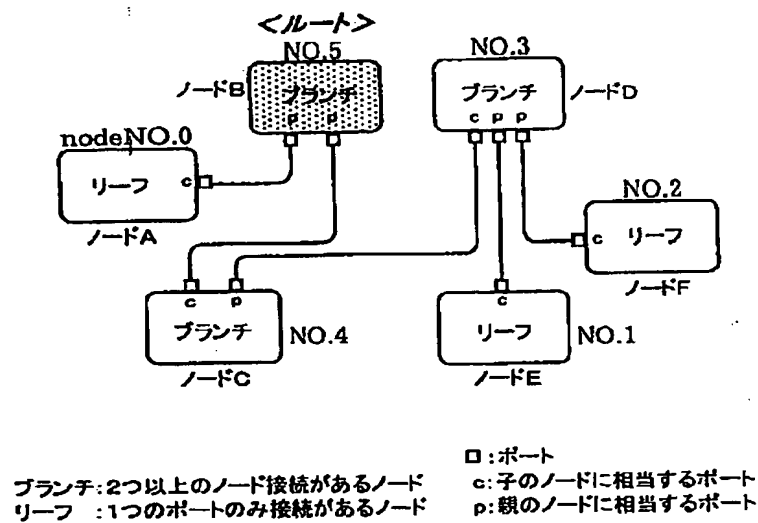 <ルート>
NO.5
NO.3
ノードB
ブランチ
p p
ブランチ
c p p
ノードD
nodeNO.0
リーフ c
ノードA
NO.2
c リーフ
ノードF
c p
ブランチ
NO.4
ノードC
c
リーフ
NO.1
ノードE
□:ポート
ブランチ:2つ以上のノード接続があるノード
c:子のノードに相当するポート
リーフ :1つのポートのみ接続があるノード
p:親のノードに相当するポート